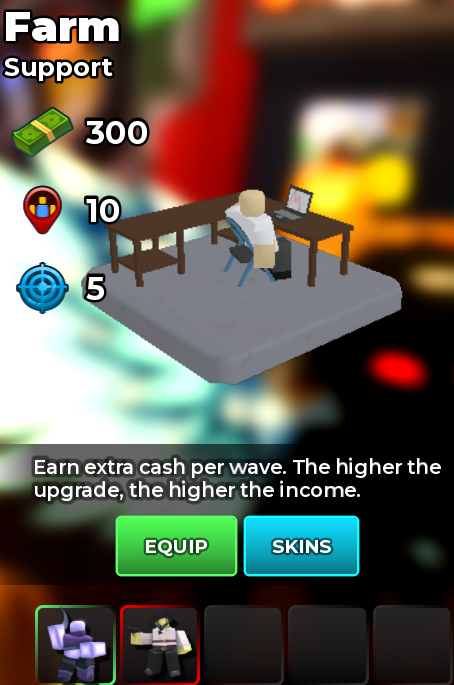 Farm
Support
300
10
5
Earn extra cash per wave. The higher the
upgrade, the higher the income.
EQUIP
SKINS